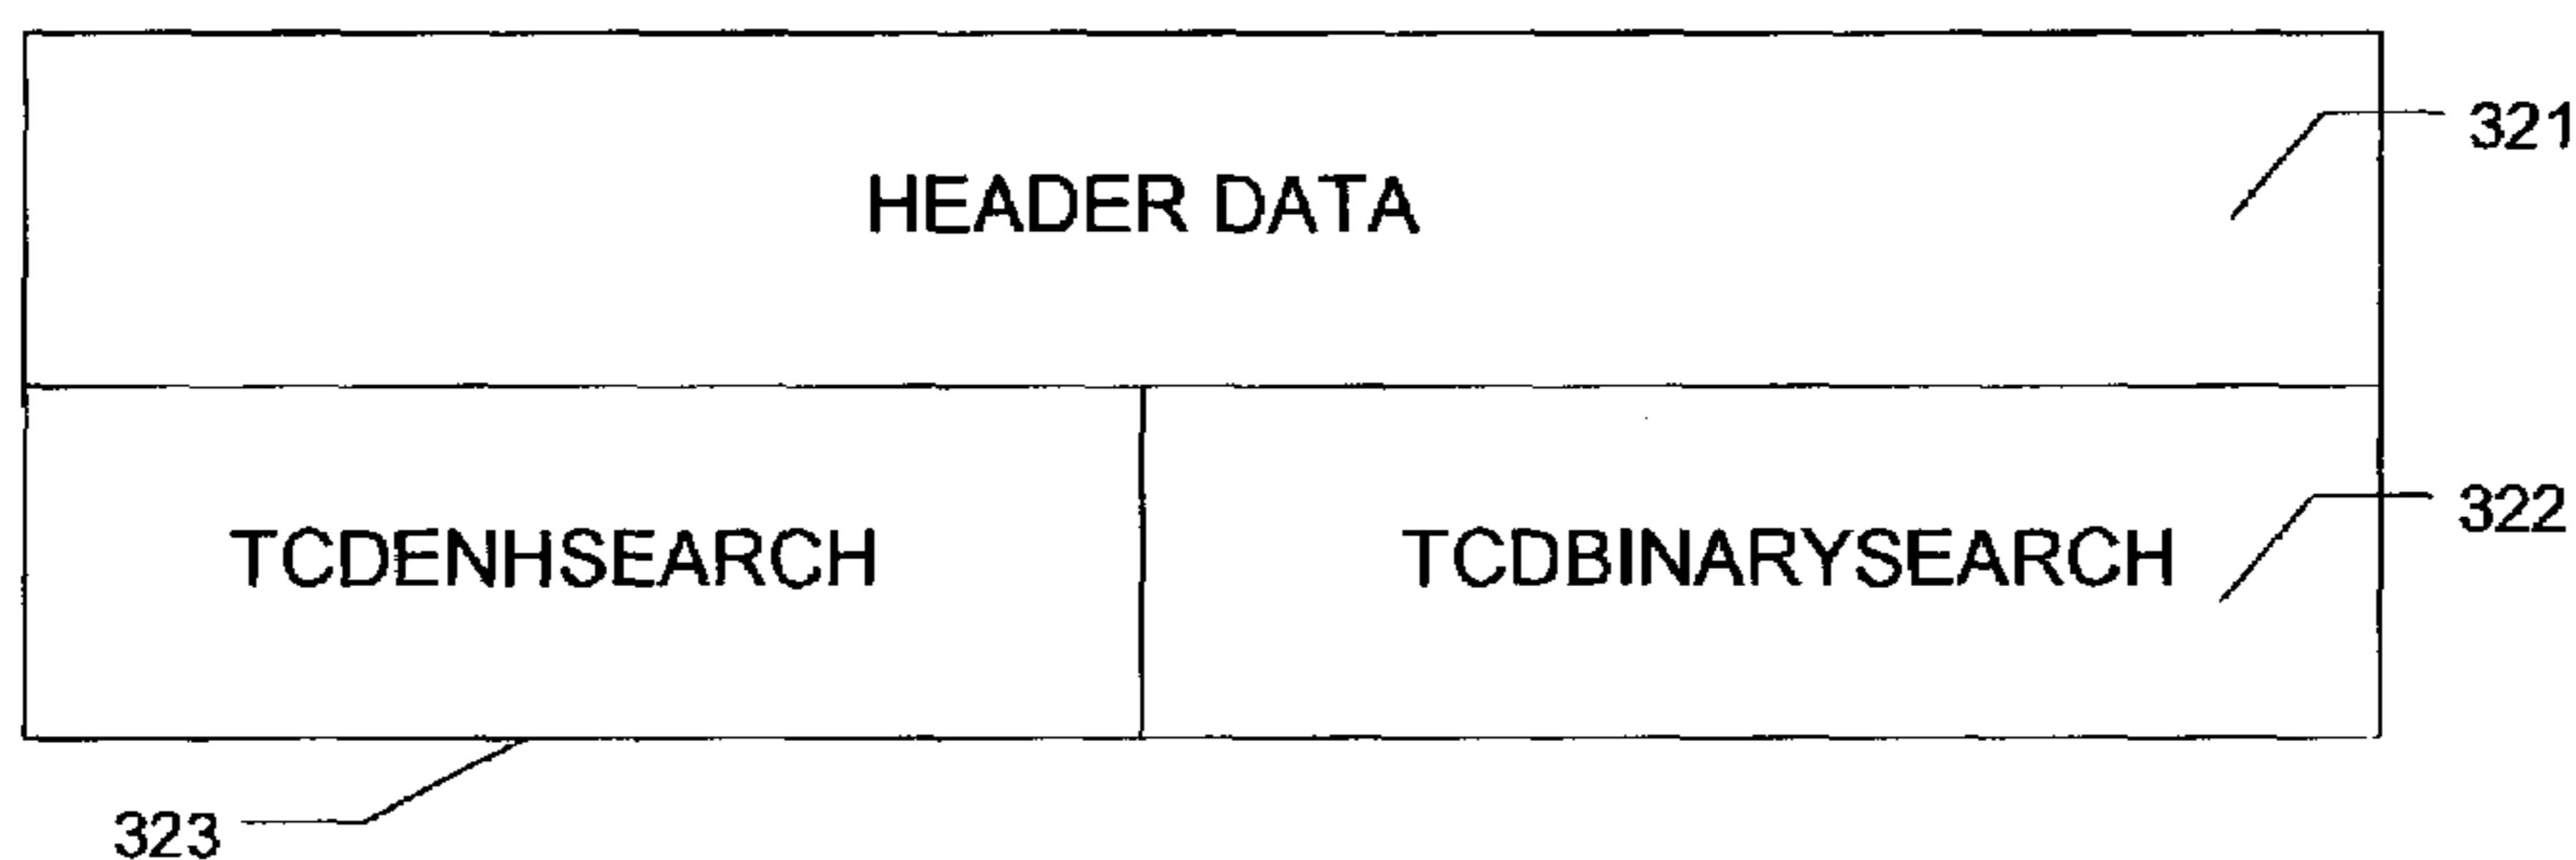 HEADER DATA
321
TCDENHSEARCH
TCDBINARYSEARCH
322
323